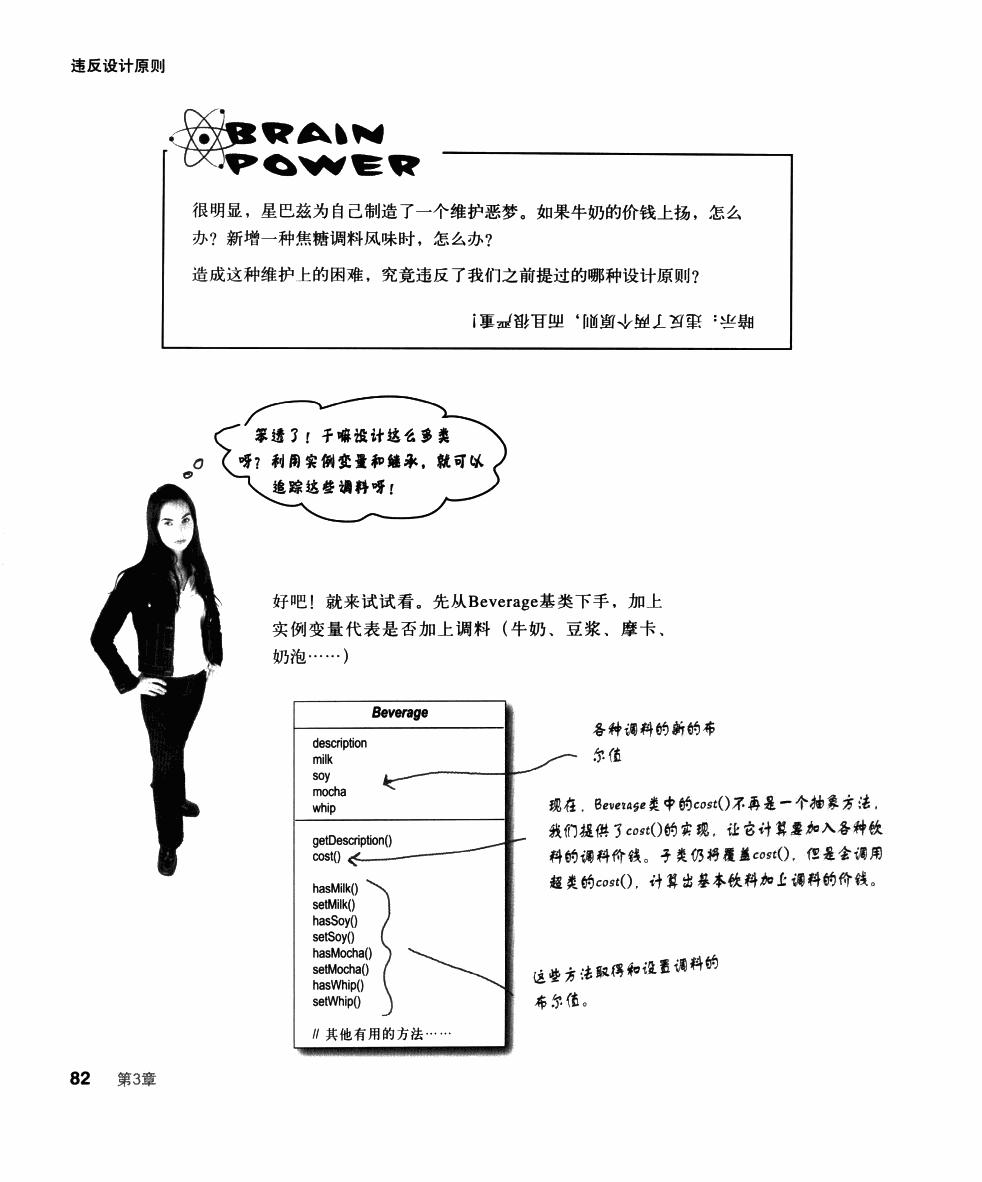 违反设计原则
BRAIN
POWER
很明显，星巴兹为自己制造了一个维护恶梦。如果牛奶的价钱上扬，怎么
办？新增一种焦糖调料风味时，怎么办？
造成这种维护上的困难，究竟违反了我们之前提过的哪种设计原则？
暗示：违反了两个原则，而且很严重！
笨透了！干嘛设计这么多类
呀？利用实例变量和继承，就可以
追踪这些调料呀！
好吧！就来试试看。先从Beverage基类下手，加上
实例变量代表是否加上调料（牛奶、豆浆、摩卡、
奶泡……）
Beverage
description
milk
soy
mocha
whip
getDescription()
cost()
hasMilk()
setMilk()
hasSoy()
setSoy()
hasMocha()
setMocha()
hasWhip()
setWhip()
// 其他有用的方法……
各种调料的新的布
尔值
现在，Beverage类中的cost()不再是一个抽象方法，
我们提供了cost()的实现，让它计算要加入各种饮
料的调料价钱。子类仍将覆盖cost()，但是会调用
超类的cost()，计算出基本饮料加上调料的价钱。
这些方法取得和设置调料的
布尔值。
82 第3章